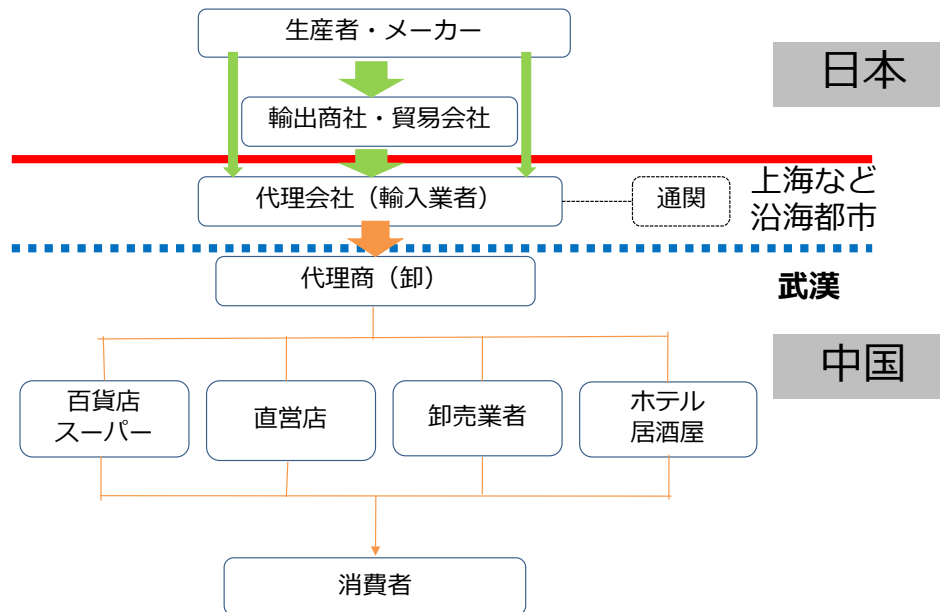 生産者・メーカー
日本
輸出商社・貿易会社
代理会社（輸入業者）
通関
上海など
沿海都市
代理商（卸）
武漢
中国
百貨店
スーパー
直営店
卸売業者
ホテル
居酒屋
消費者